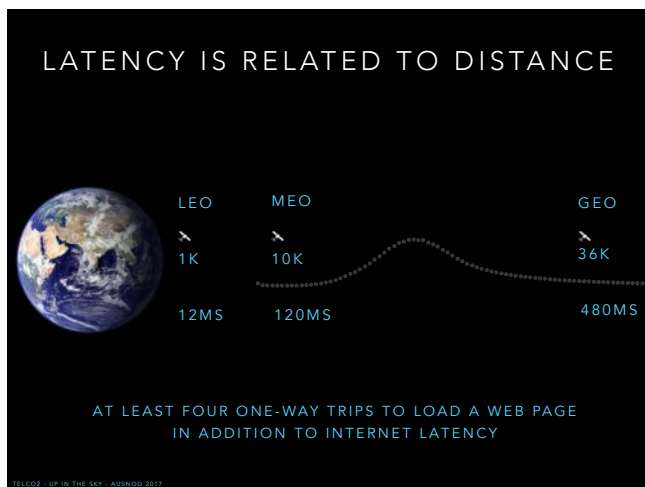 LATENCY IS RELATED TO DISTANCE
LEO
MEO
GEO
1K
10K
36K
12MS
120MS
480MS
AT LEAST FOUR ONE-WAY TRIPS TO LOAD A WEB PAGE
IN ADDITION TO INTERNET LATENCY
TELCO2 - UP IN THE SKY - AUSNOG 2017